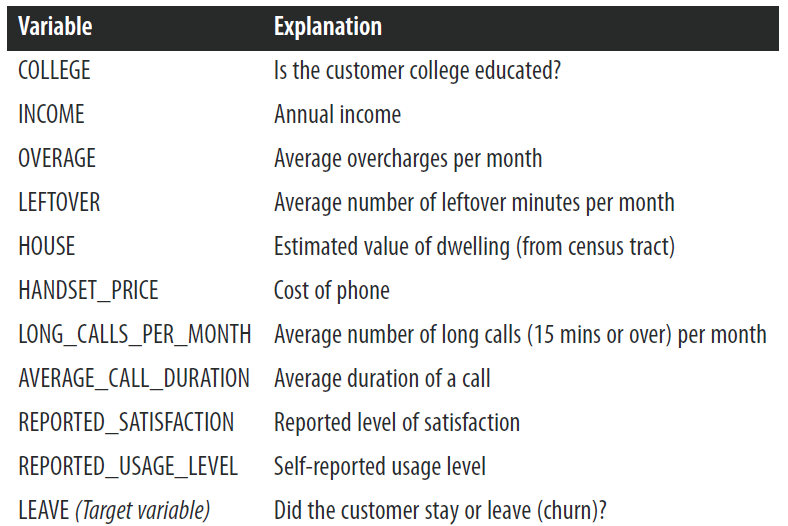 Variable Explanation
COLLEGE Is the customer college educated?
INCOME Annual income
OVERAGE Average overcharges per month
LEFTOVER Average number of leftover minutes per month
HOUSE Estimated value of dwelling (from census tract)
HANDSET_PRICE Cost of phone
LONG_CALLS_PER_MONTH Average number of long calls (15 mins or over) per month
AVERAGE_CALL_DURATION Average duration of a call
REPORTED_SATISFACTION Reported level of satisfaction
REPORTED_USAGE_LEVEL Self-reported usage level
LEAVE (Target variable) Did the customer stay or leave (churn)?